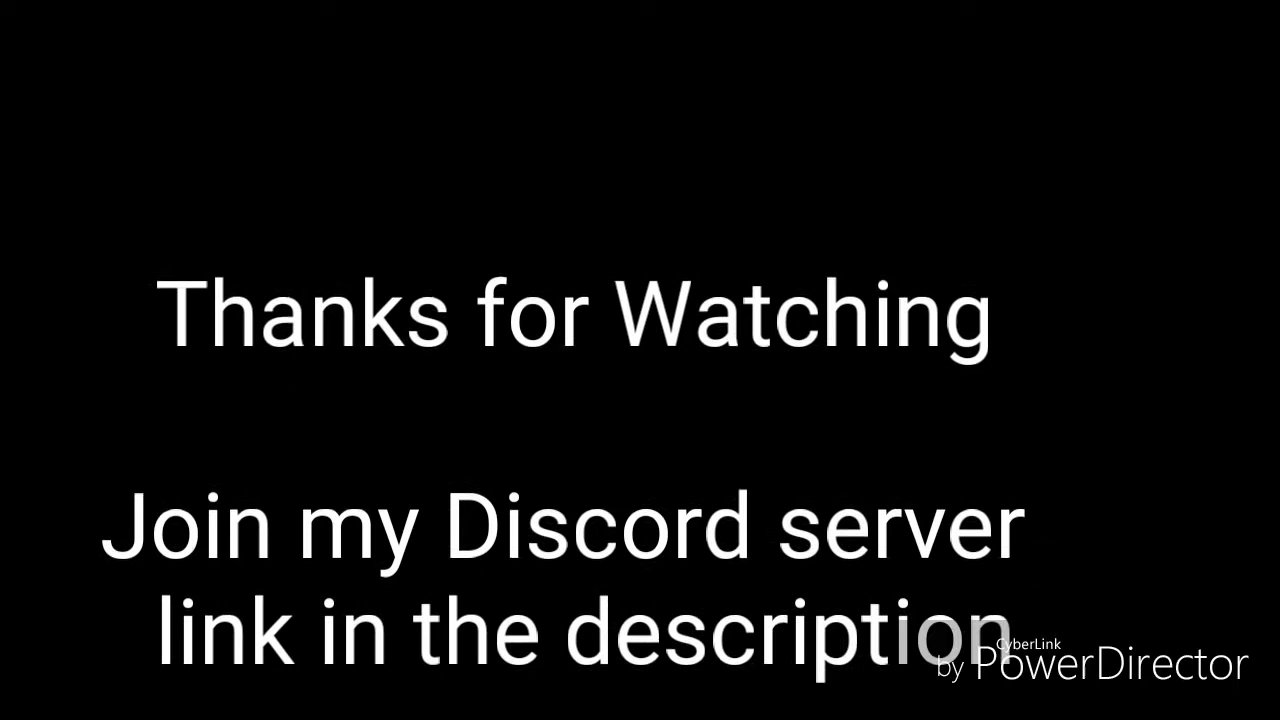 Thanks for Watching
Join my Discord server
link in the description
CyberLink
by PowerDirector